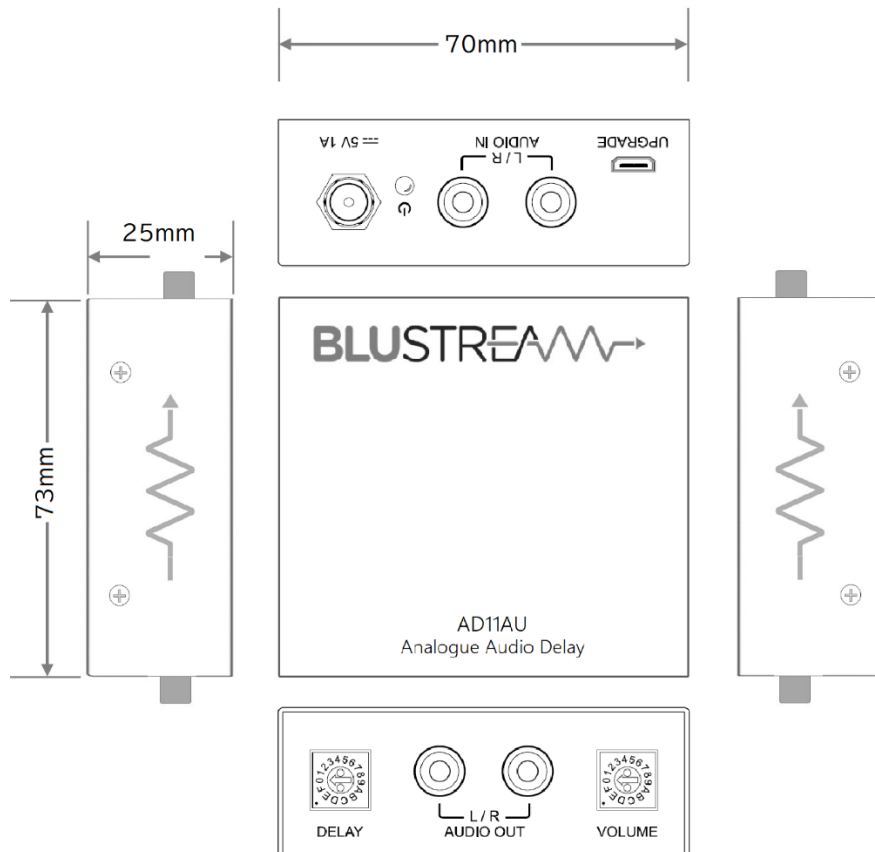 70mm
5V 1A
AUDIO IN
L / R
UPGRADE
25mm
73mm
BLUSTREAM
AD11AU
Analogue Audio Delay
0123456789ABCDEF
DELAY
L / R
AUDIO OUT
0123456789ABCDEF
VOLUME